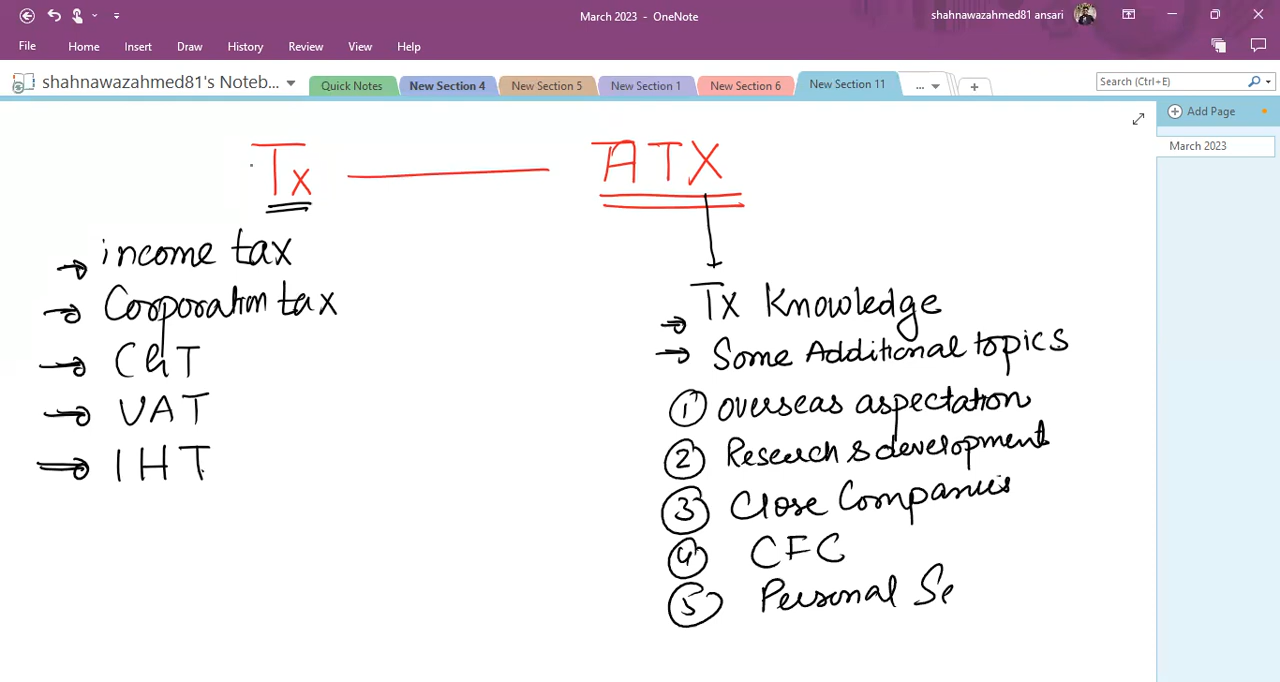 March 2023 - OneNote
shahnawazahmed81 ansari
File Home Insert Draw History Review View Help
shahnawazahmed81's Noteb...
Quick Notes
New Section 4
New Section 5
New Section 1
New Section 6
New Section 11
...
Search (Ctrl+E)
Add Page
March 2023
Tx
ATX
income tax
Corporation tax
CGT
VAT
IHT
Tx Knowledge
Some Additional topics
1 overseas aspectation
2 Research & development
3 Close Companies
4 CFC
5 Personal Se